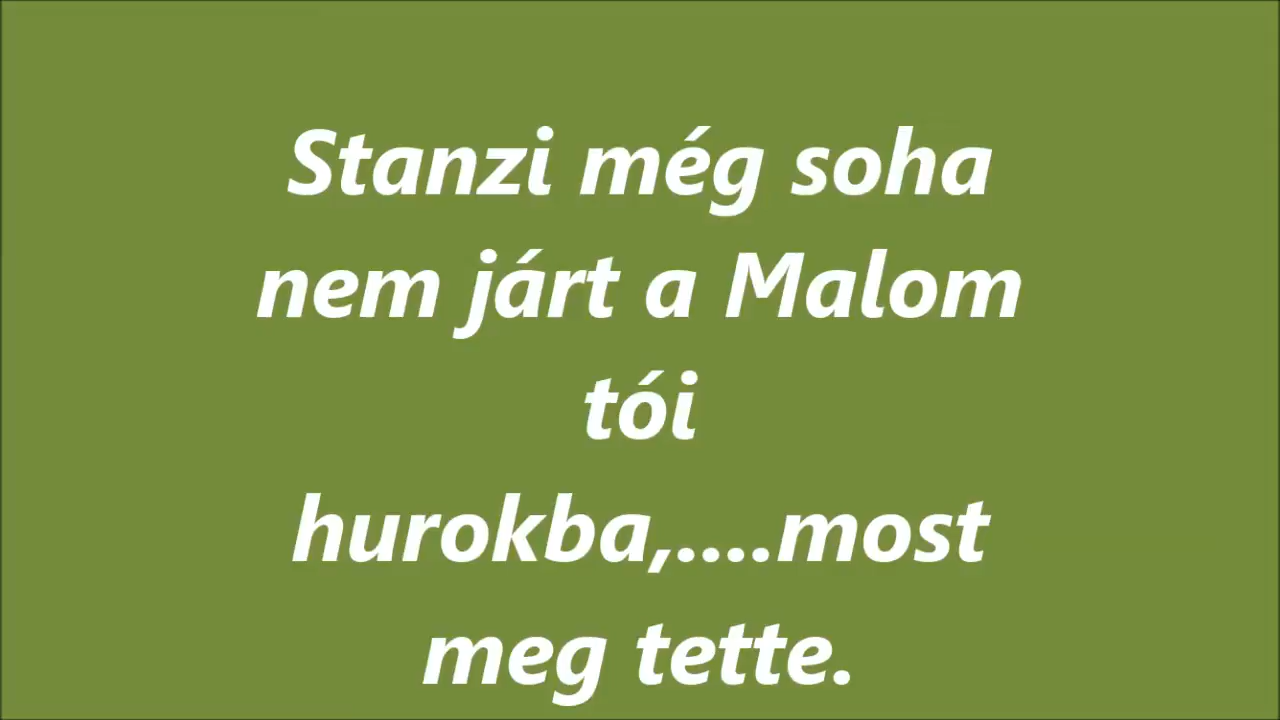 Stanzi még soha
nem járt a Malom
tói
hurokba,....most
meg tette.